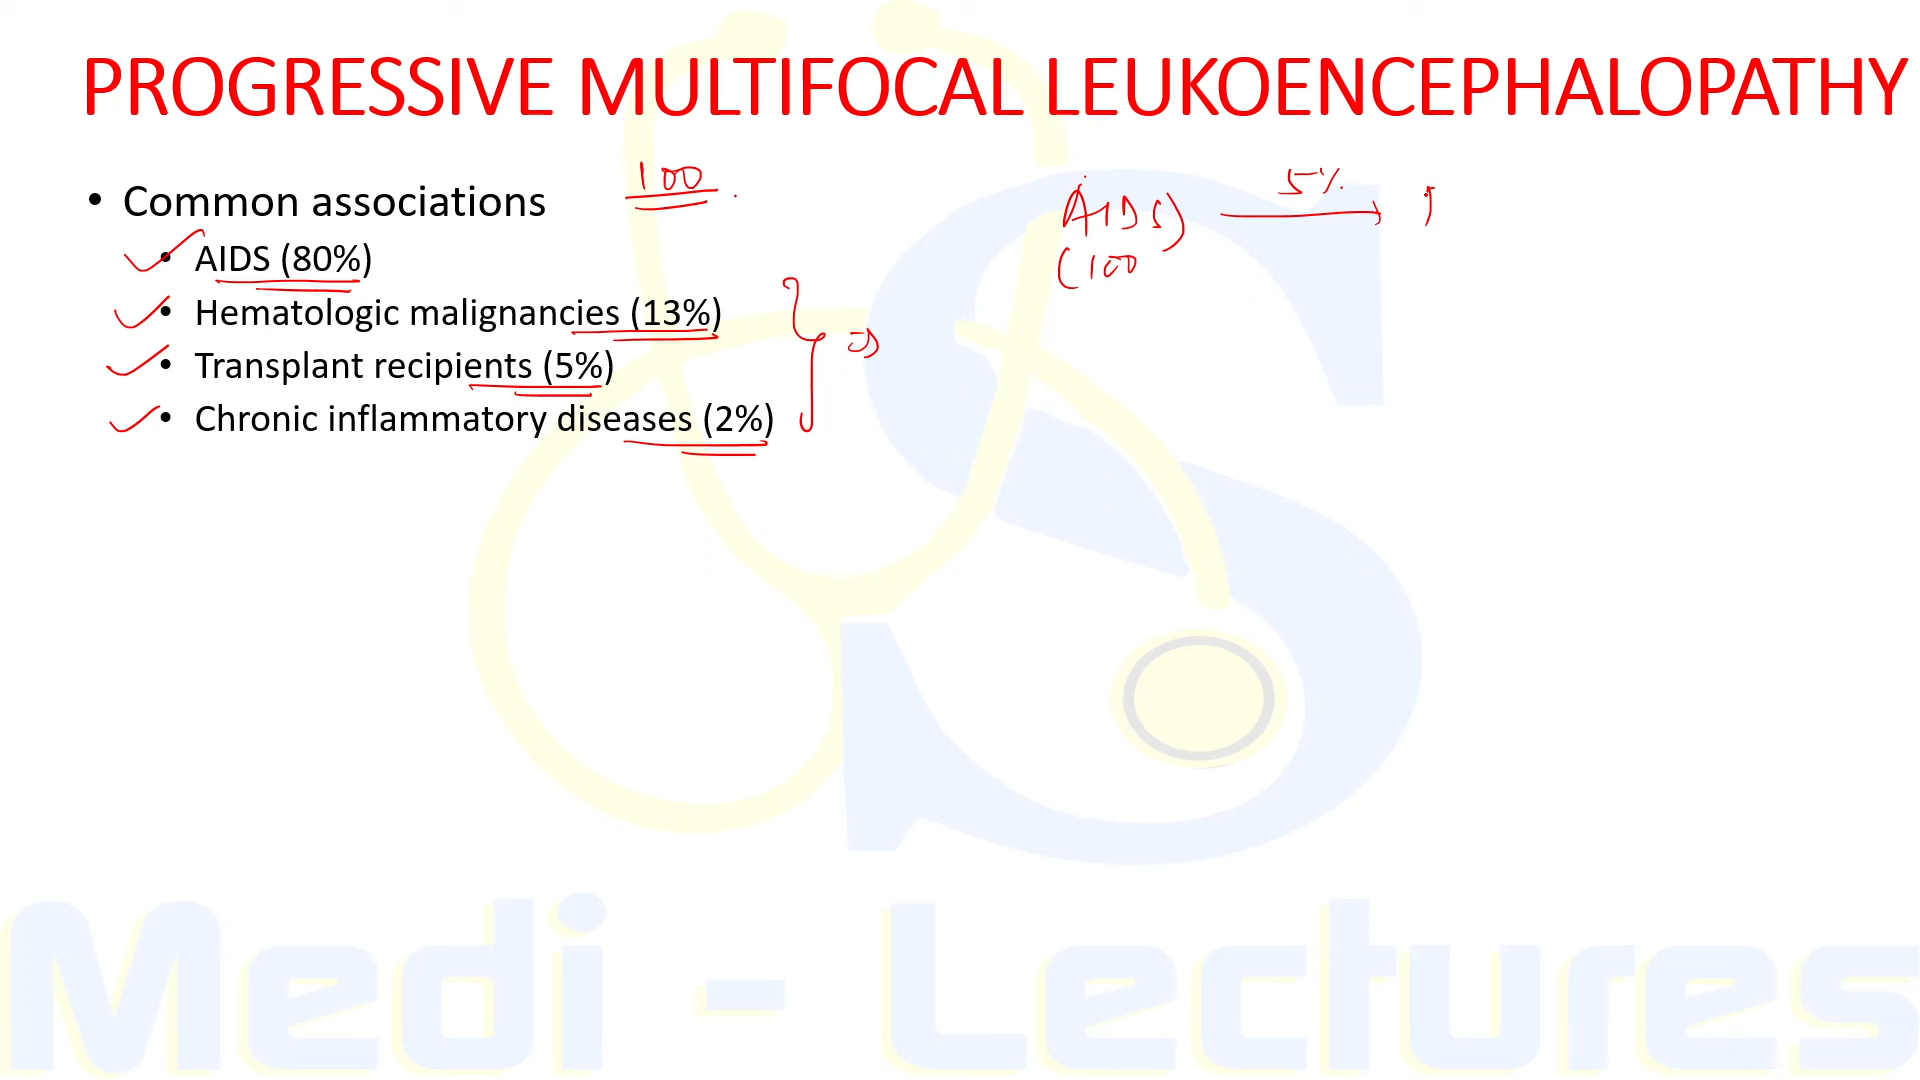 PROGRESSIVE MULTIFOCAL LEUKOENCEPHALOPATHY
• Common associations
100
• AIDS (80%)
• Hematologic malignancies (13%)
• Transplant recipients (5%)
• Chronic inflammatory diseases (2%)
AIDS) 5%
(100
Medi - Lectures